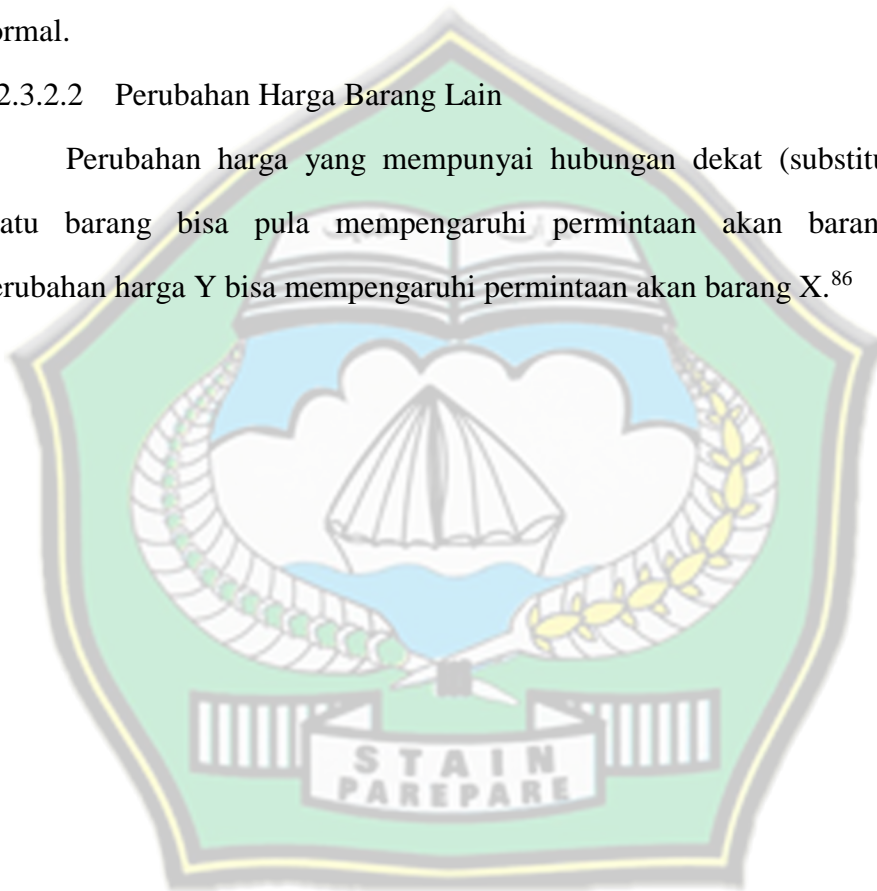 ormal.
2.3.2.2 Perubahan Harga Barang Lain
Perubahan harga yang mempunyai hubungan dekat (substitu
atu barang bisa pula mempengaruhi permintaan akan baran
erubahan harga Y bisa mempengaruhi permintaan akan barang X.86
STAIN
PAREPARE